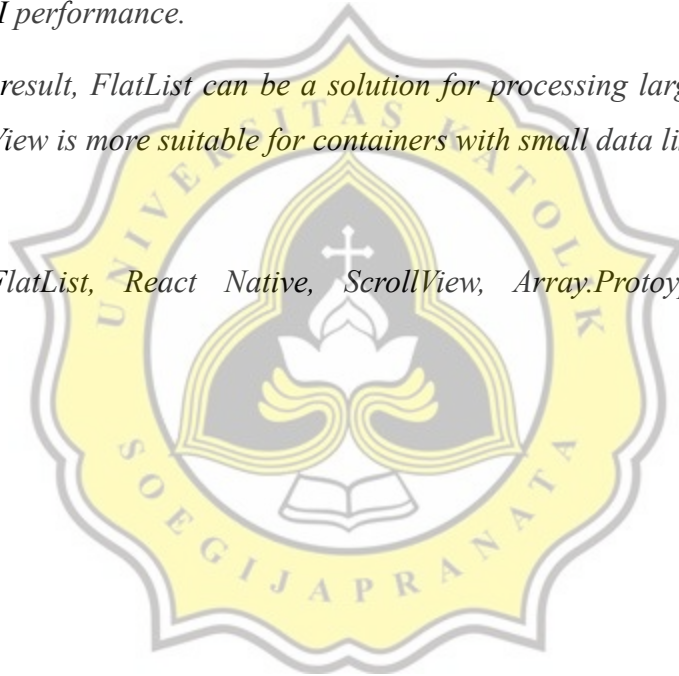 I performance.
result, FlatList can be a solution for processing larg
View is more suitable for containers with small data li
FlatList, React Native, ScrollView, Array.Protoy
UNIVERSITAS KATOLIK
SOEGIJAPRANATA